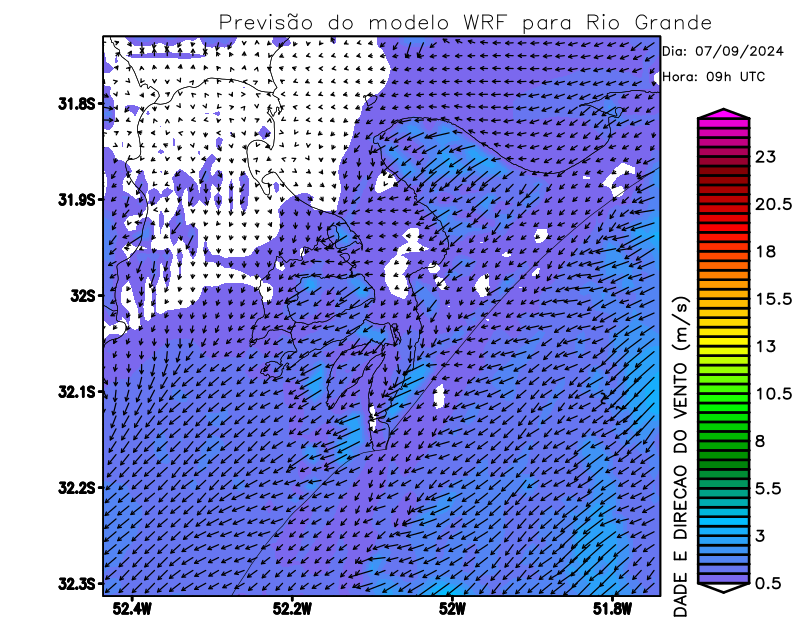 Previsão do modelo WRF para Rio Grande
Dia: 07/09/2024
Hora: 09h UTC
31.8S
31.9S
32S
32.1S
32.2S
32.3S
52.4W
52.2W
52W
51.8W
23
20.5
18
15.5
13
10.5
8
5.5
3
0.5
DADE E DIRECAO DO VENTO (m/s)